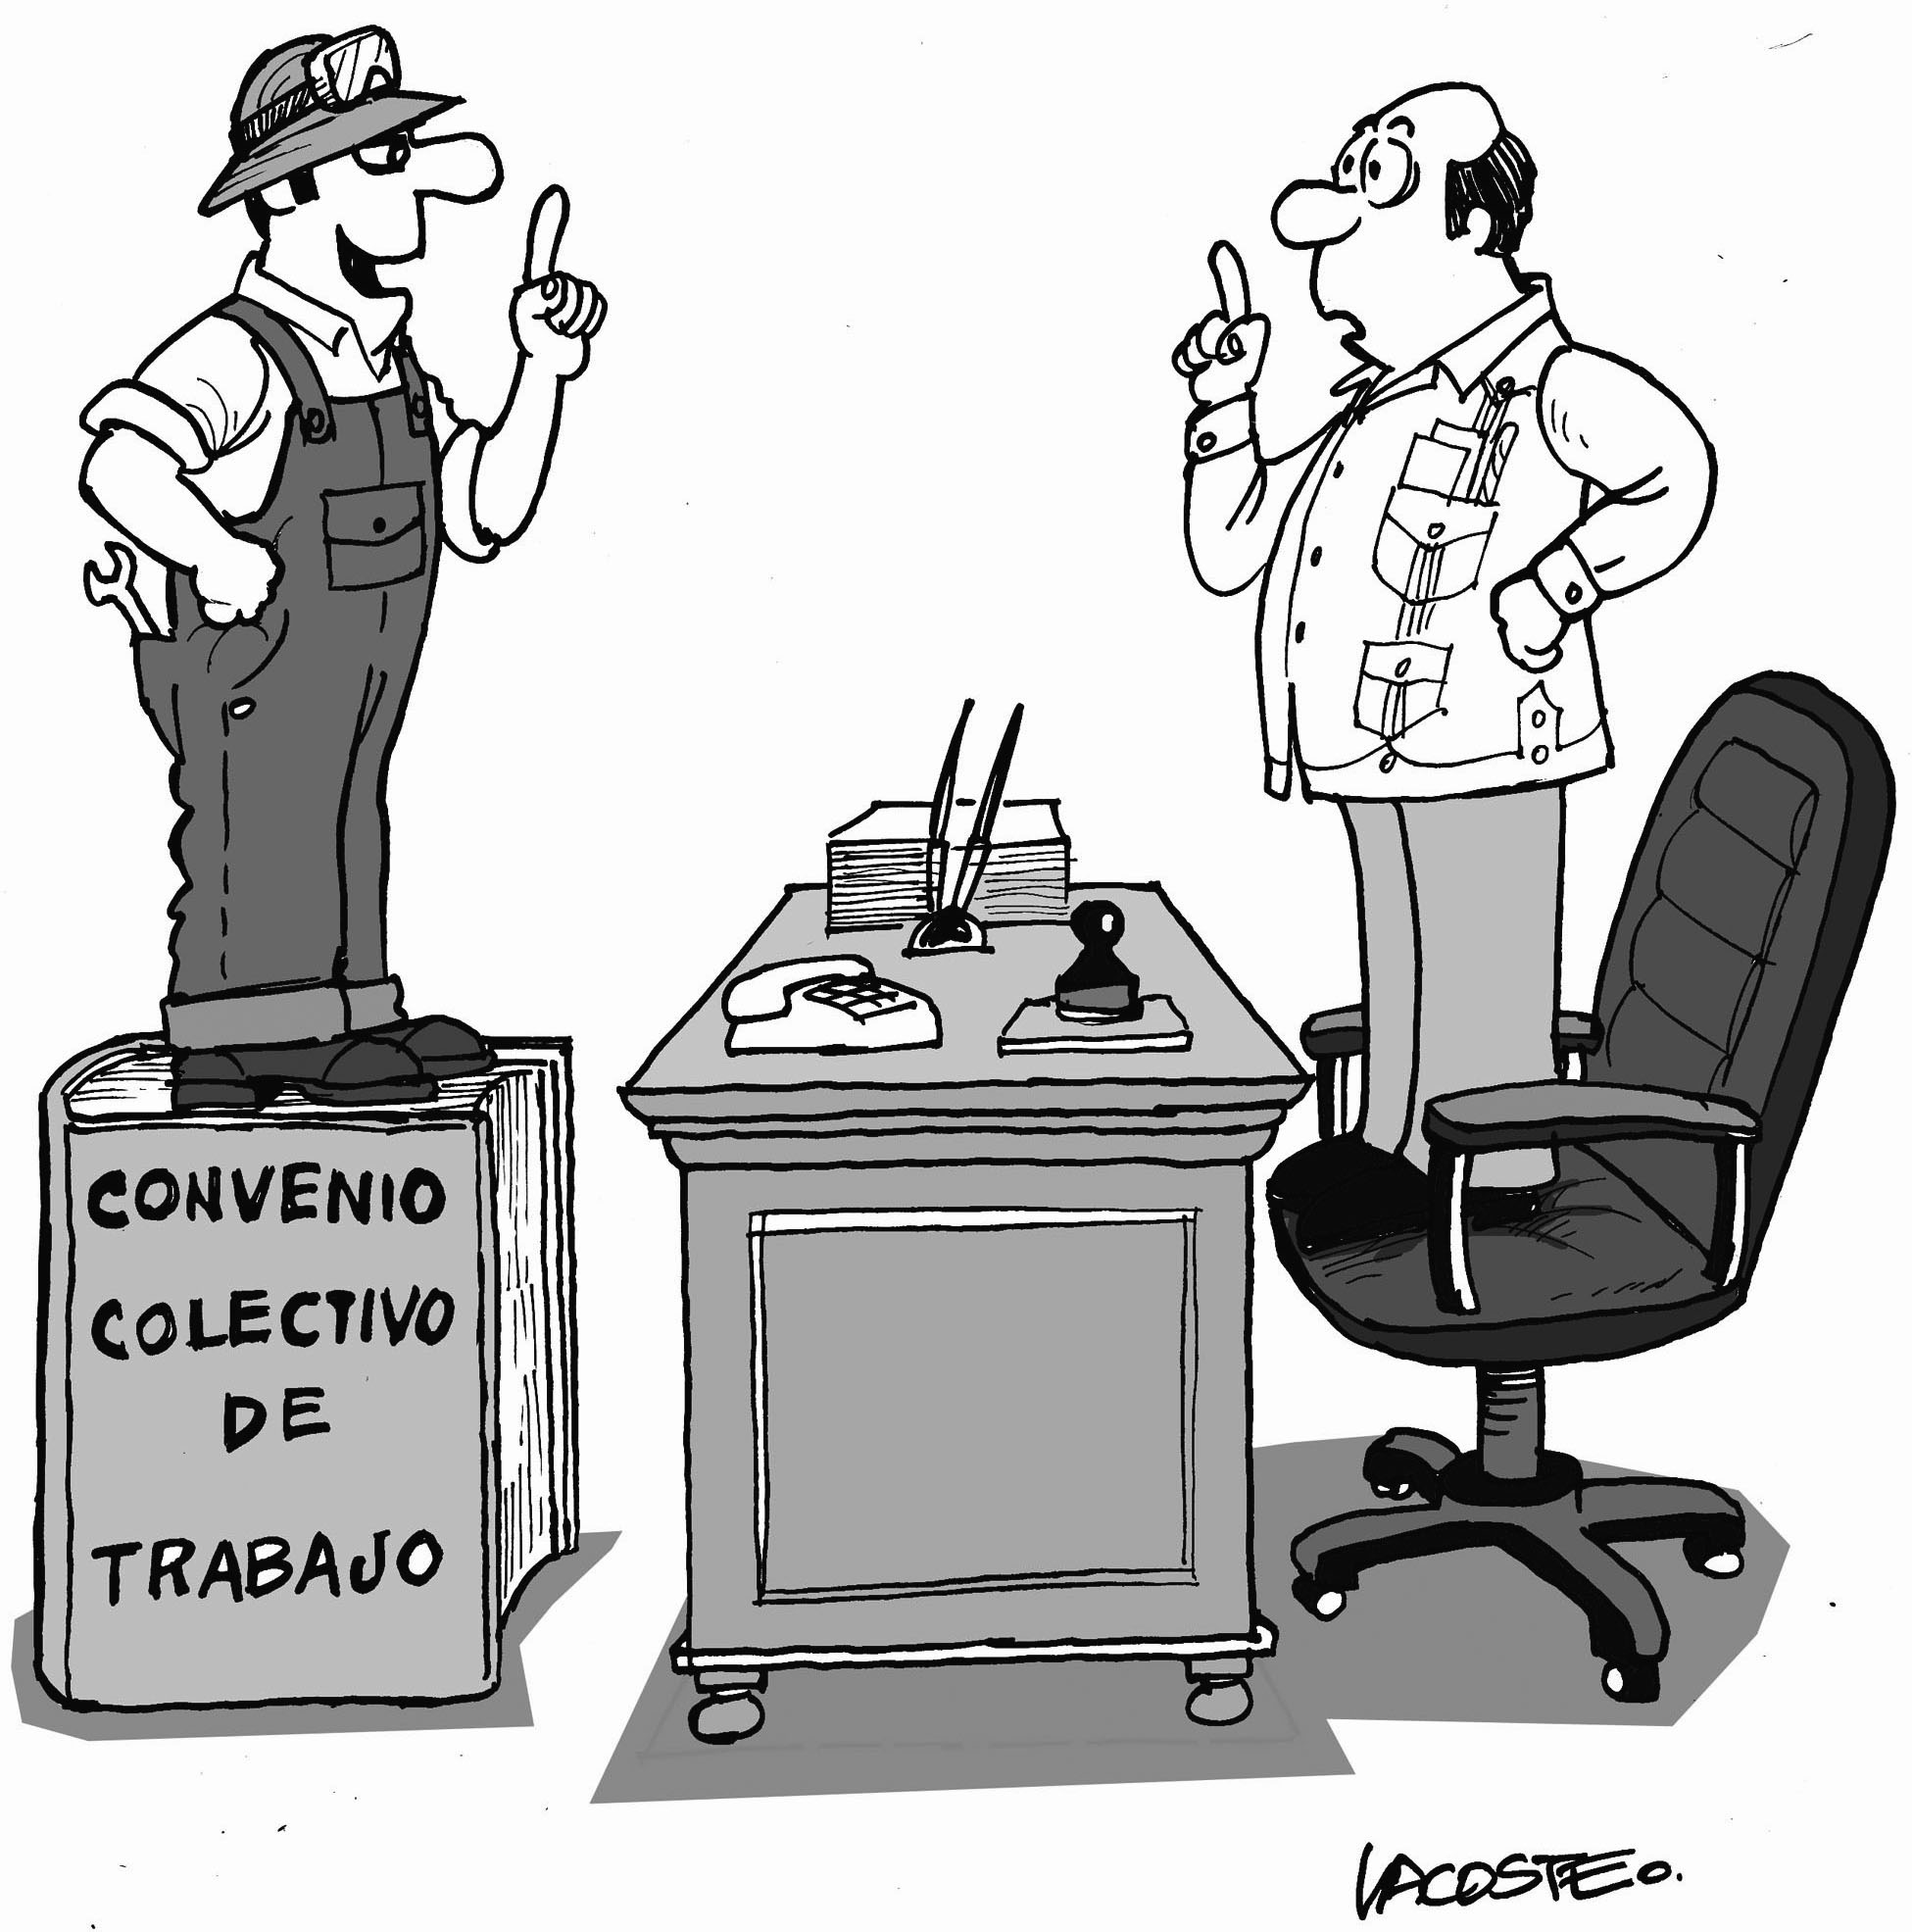 CONVENIO
COLECTIVO
DE
TRABAJO
LACOSTE O.